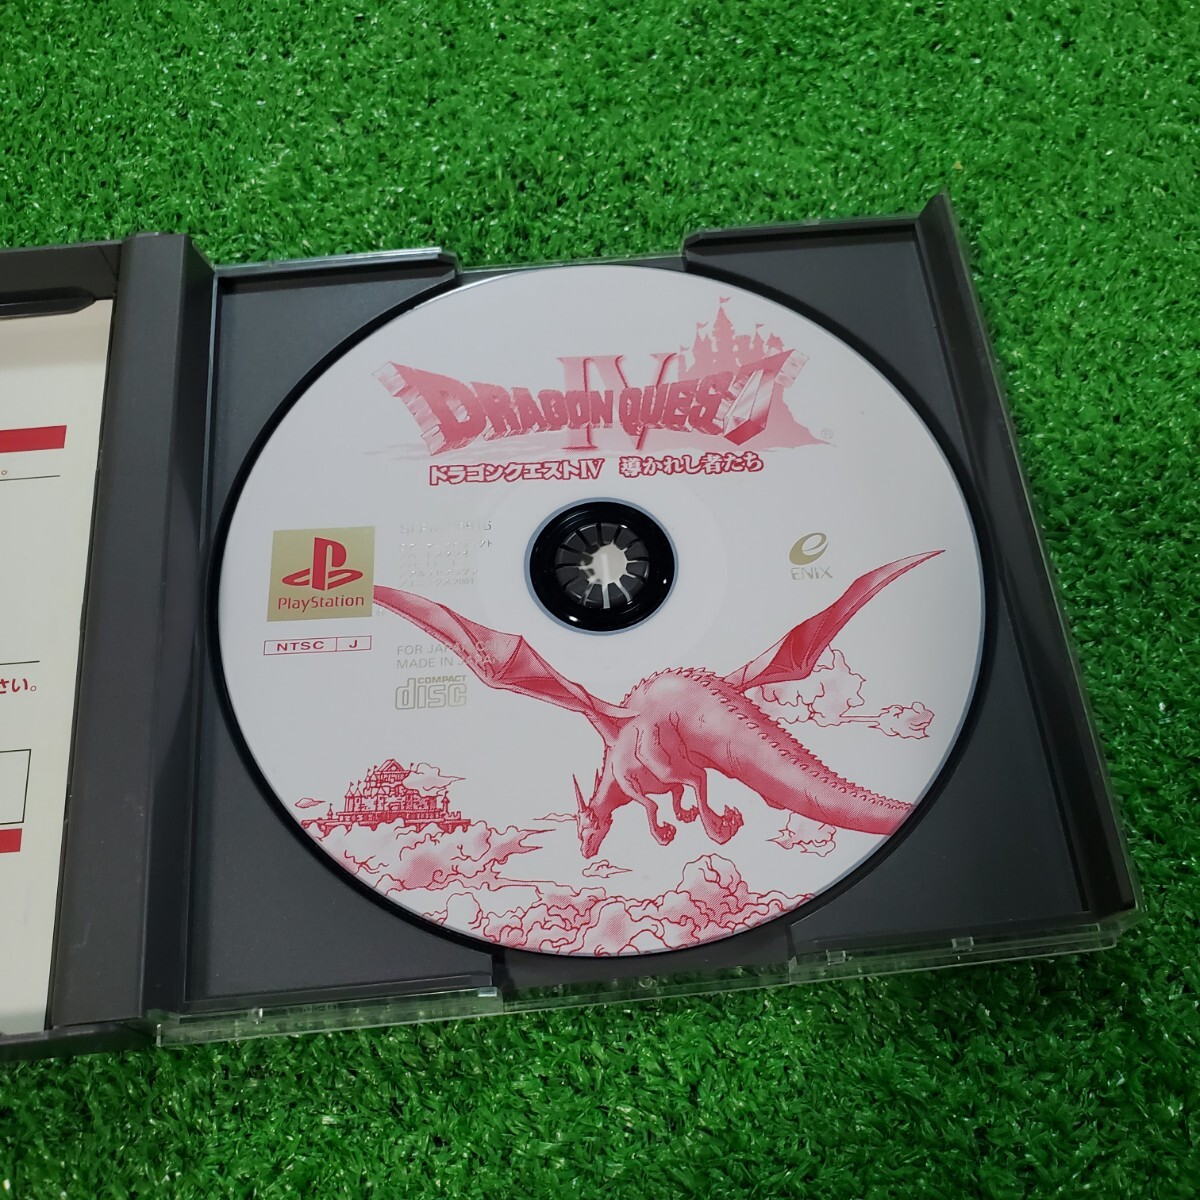 DRAGON QUEST IV
®
ドラゴンクエストIV 導かれし者たち
PlayStation
NTSC J
FOR JAPAN
MADE IN JAPAN
COMPACT
disc
e
ENIX
さい。